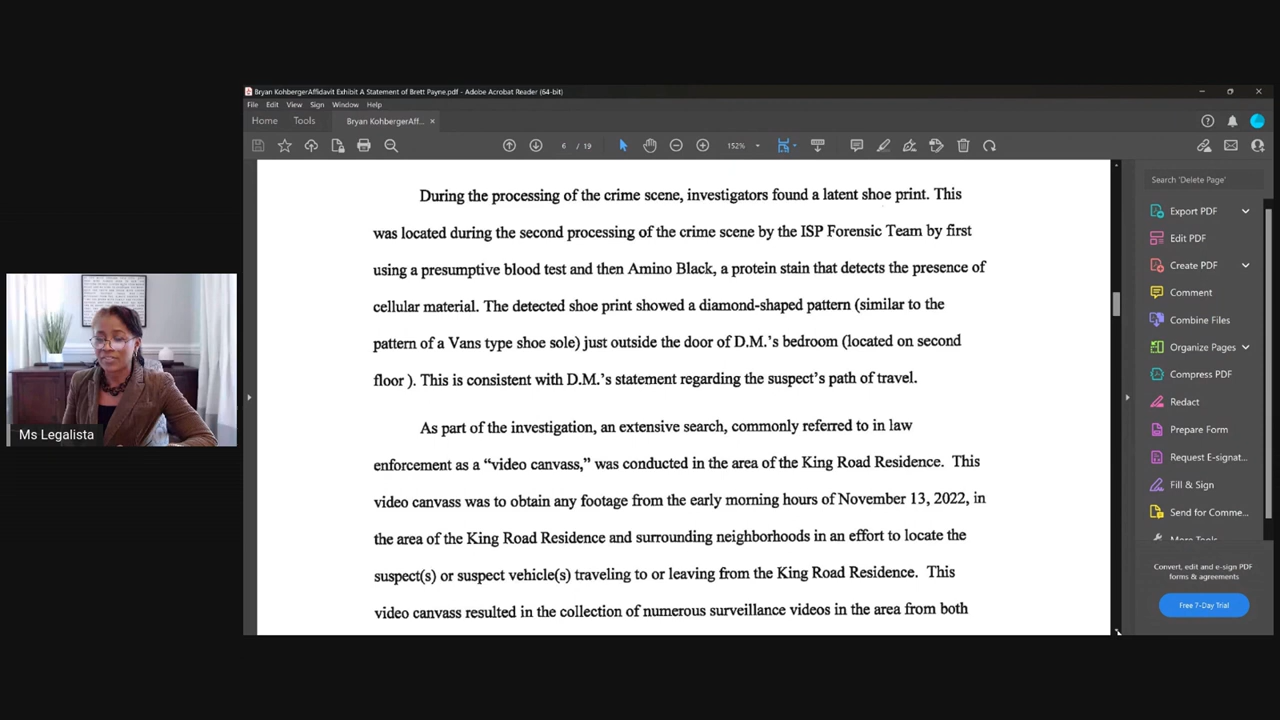 Bryan KohbergerAffidavit Exhibit A Statement of Brett Payne.pdf - Adobe Acrobat Reader (64-bit)
File Edit View Sign Window Help
Home Tools Bryan KohbergerAff... ×
6 / 19 152%
During the processing of the crime scene, investigators found a latent shoe print. This
was located during the second processing of the crime scene by the ISP Forensic Team by first
using a presumptive blood test and then Amino Black, a protein stain that detects the presence of
cellular material. The detected shoe print showed a diamond-shaped pattern (similar to the
pattern of a Vans type shoe sole) just outside the door of D.M.'s bedroom (located on second
floor ). This is consistent with D.M.'s statement regarding the suspect's path of travel.
As part of the investigation, an extensive search, commonly referred to in law
enforcement as a “video canvass,” was conducted in the area of the King Road Residence. This
video canvass was to obtain any footage from the early morning hours of November 13, 2022, in
the area of the King Road Residence and surrounding neighborhoods in an effort to locate the
suspect(s) or suspect vehicle(s) traveling to or leaving from the King Road Residence. This
video canvass resulted in the collection of numerous surveillance videos in the area from both
Search 'Delete Page'
Export PDF
Edit PDF
Create PDF
Comment
Combine Files
Organize Pages
Compress PDF
Redact
Prepare Form
Request E-signat...
Fill & Sign
Send for Comme...
More Tools
Convert, edit and e-sign PDF
forms & agreements
Free 7-Day Trial
Ms Legalista